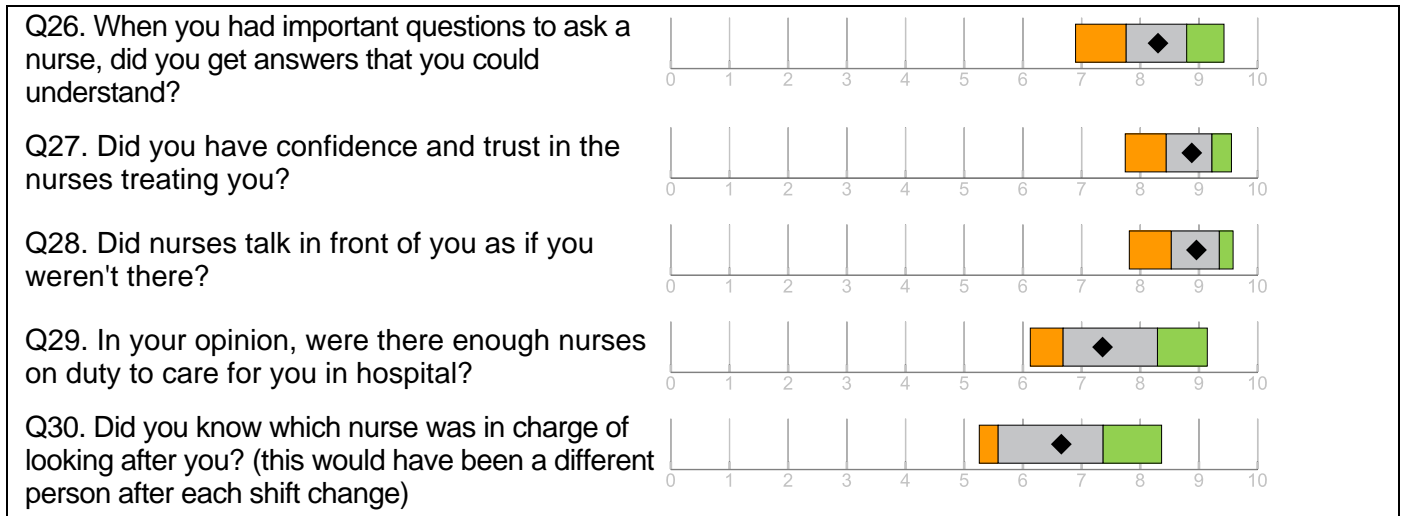 Q26. When you had important questions to ask a
nurse, did you get answers that you could
understand?
0 1 2 3 4 5 6 7 8 9 10
Q27. Did you have confidence and trust in the
nurses treating you?
0 1 2 3 4 5 6 7 8 9 10
Q28. Did nurses talk in front of you as if you
weren't there?
0 1 2 3 4 5 6 7 8 9 10
Q29. In your opinion, were there enough nurses
on duty to care for you in hospital?
0 1 2 3 4 5 6 7 8 9 10
Q30. Did you know which nurse was in charge of
looking after you? (this would have been a different
person after each shift change)
0 1 2 3 4 5 6 7 8 9 10